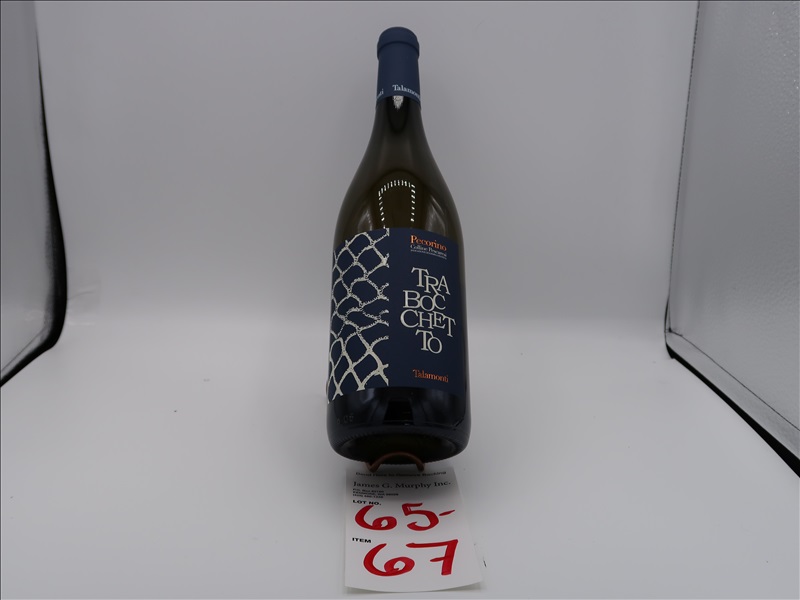 Talamonti
Pecorino
Colline Pescaresi
TRA
BOC
CHET
TO
Talamonti
James G. Murphy Inc.
LOT NO.
65-
ITEM
67